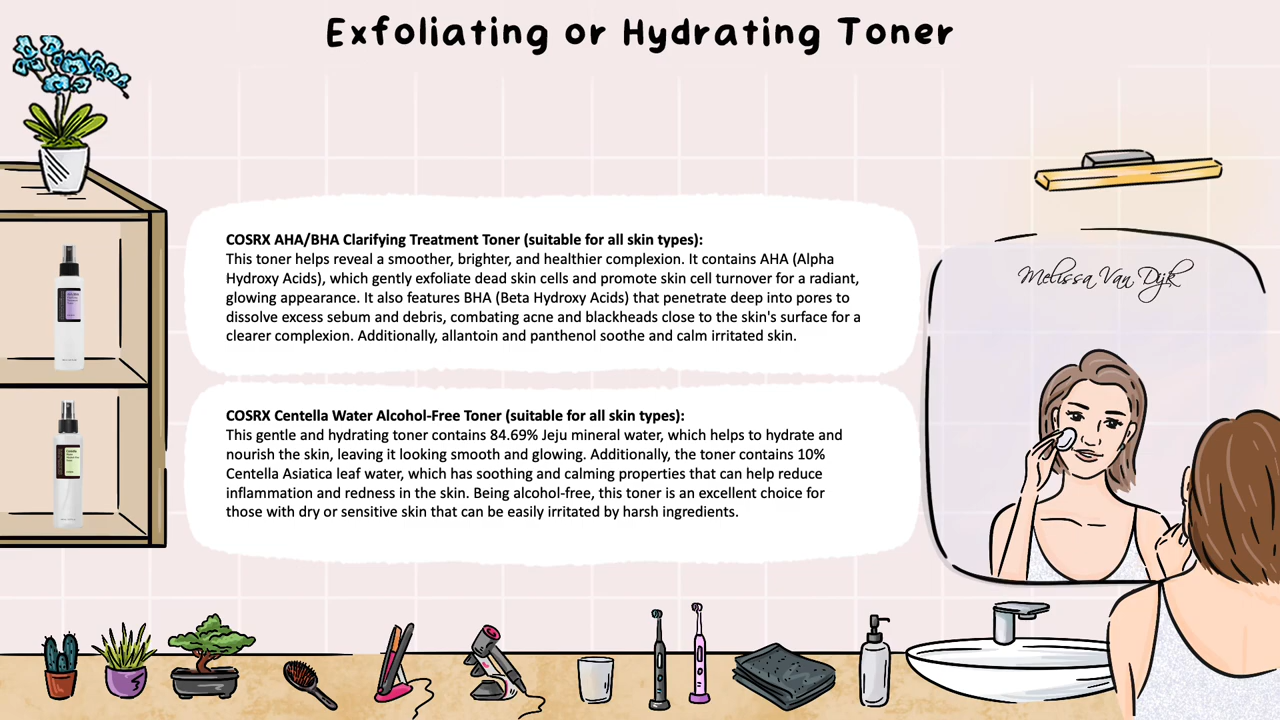 Exfoliating or Hydrating Toner
COSRX AHA/BHA Clarifying Treatment Toner (suitable for all skin types):
This toner helps reveal a smoother, brighter, and healthier complexion. It contains AHA (Alpha
Hydroxy Acids), which gently exfoliate dead skin cells and promote skin cell turnover for a radiant,
glowing appearance. It also features BHA (Beta Hydroxy Acids) that penetrate deep into pores to
dissolve excess sebum and debris, combating acne and blackheads close to the skin's surface for a
clearer complexion. Additionally, allantoin and panthenol soothe and calm irritated skin.
COSRX Centella Water Alcohol-Free Toner (suitable for all skin types):
This gentle and hydrating toner contains 84.69% Jeju mineral water, which helps to hydrate and
nourish the skin, leaving it looking smooth and glowing. Additionally, the toner contains 10%
Centella Asiatica leaf water, which has soothing and calming properties that can help reduce
inflammation and redness in the skin. Being alcohol-free, this toner is an excellent choice for
those with dry or sensitive skin that can be easily irritated by harsh ingredients.
Melissa Van Dijk